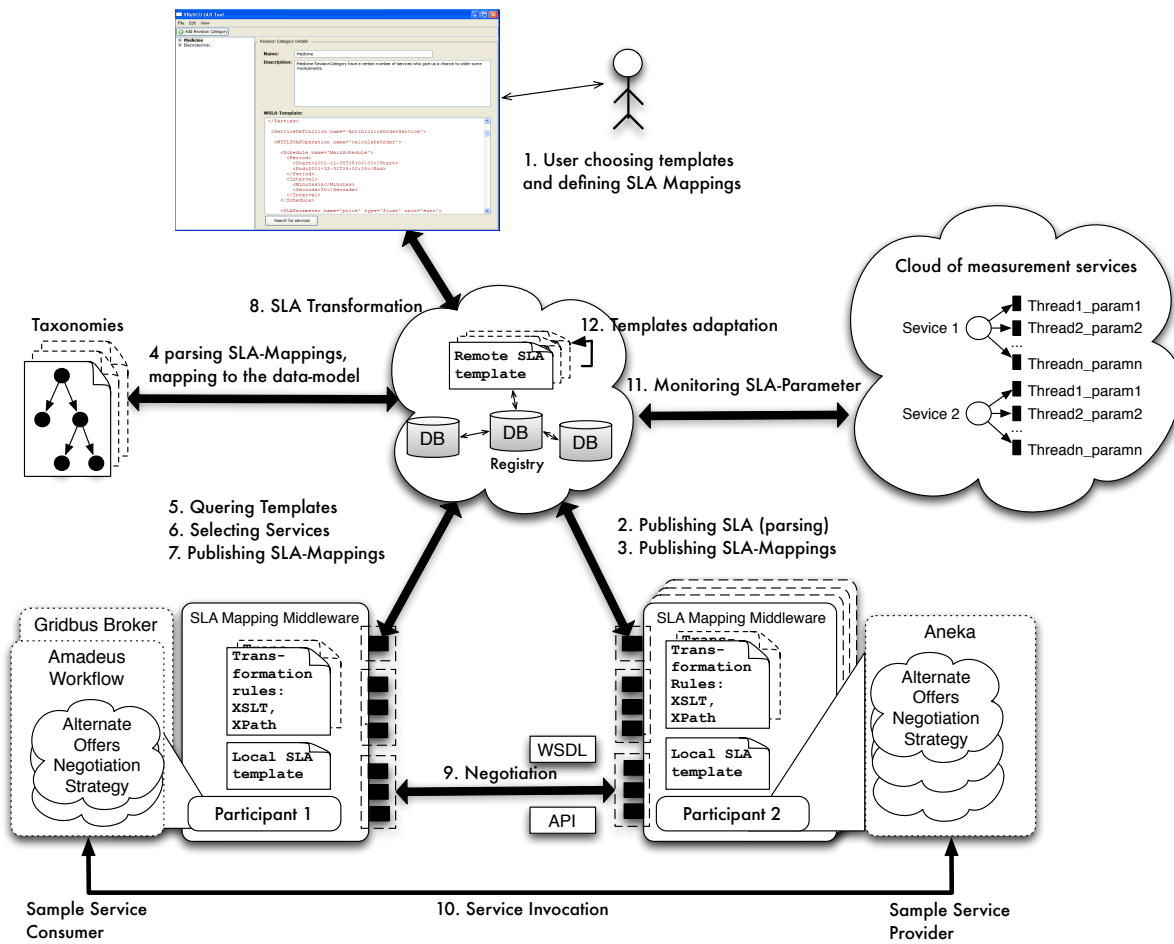 VReSCO GUI Tool
File Edit View
Add Revision Category
Medicine
Electrotechnic
Revision Category Details
Name:
Medicine
Description:
Medicine RevisionCategory have a certain number of services who give us a chance to order some
medicaments.
WSLA-Template:
</Parties>
<ServiceDefinition name='AntibioticsOrderService'>
<WSDLSOAPOperation name='calculateOrder'>
<Schedule name='MainSchedule'>
<Period>
<Start>2001-11-30T05:00:00</Start>
<End>2001-12-31T05:00:00</End>
</Period>
<Interval>
<Minutes>2</Minutes>
<Seconds>30</Seconds>
</Interval>
</Schedule>
<SLAParameter name='price' type='float' unit='euro'>
Search for services
1. User choosing templates
and defining SLA Mappings
Cloud of measurement services
Sevice 1
Thread1_param1
Thread2_param2
...
Threadn_paramn
Sevice 2
Thread1_param1
Thread2_param2
...
Threadn_paramn
8. SLA Transformation
12. Templates adaptation
Taxonomies
4 parsing SLA-Mappings,
mapping to the data-model
Remote SLA
template
11. Monitoring SLA-Parameter
DB
DB
DB
Registry
5. Quering Templates
6. Selecting Services
7. Publishing SLA-Mappings
2. Publishing SLA (parsing)
3. Publishing SLA-Mappings
Gridbus Broker
Amadeus
Workflow
Alternate
Offers
Negotiation
Strategy
SLA Mapping Middleware
Trans-
formation
rules:
XSLT,
XPath
Local SLA
template
Participant 1
9. Negotiation
WSDL
API
SLA Mapping Middleware
Trans-
formation
Rules:
XSLT,
XPath
Local SLA
template
Participant 2
Aneka
Alternate
Offers
Negotiation
Strategy
Sample Service
Consumer
10. Service Invocation
Sample Service
Provider